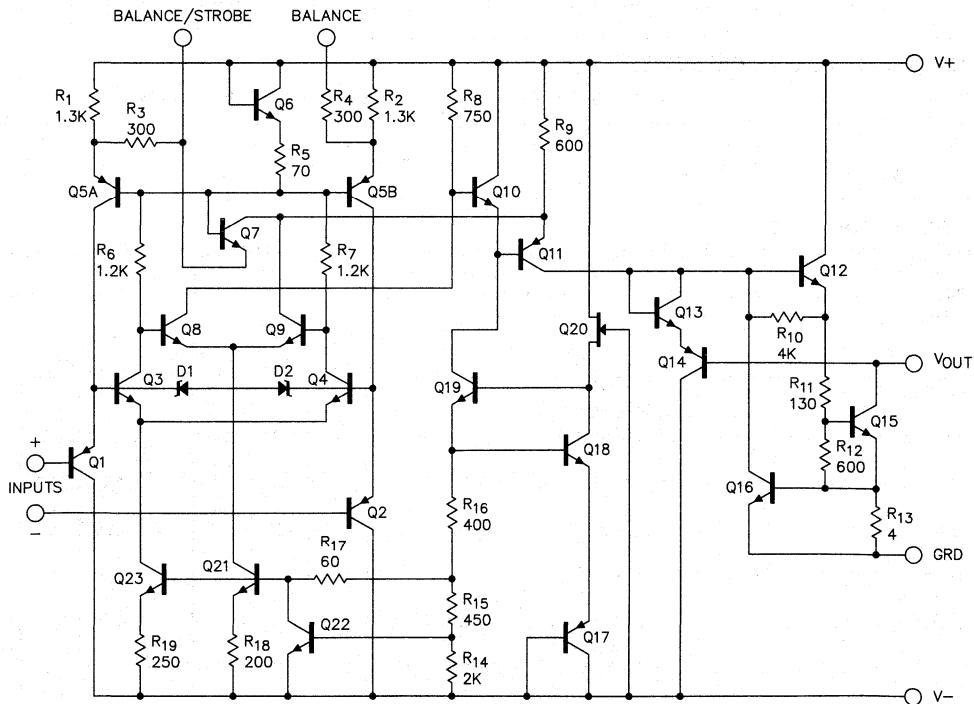 BALANCE/STROBE
BALANCE
V+
R1
1.3K
R3
300
Q6
R4
300
R2
1.3K
R8
750
R9
600
R5
70
Q5A
Q5B
Q10
Q7
Q11
R6
1.2K
R7
1.2K
Q12
Q8
Q9
Q20
Q13
R10
4K
Q14
VOUT
D1
D2
Q3
Q4
Q19
R11
130
Q15
Q18
R12
600
+
Q1
INPUTS
-
Q2
R16
400
Q16
R13
4
GRD
R17
60
Q23
Q21
R15
450
Q22
Q17
R19
250
R18
200
R14
2K
V-